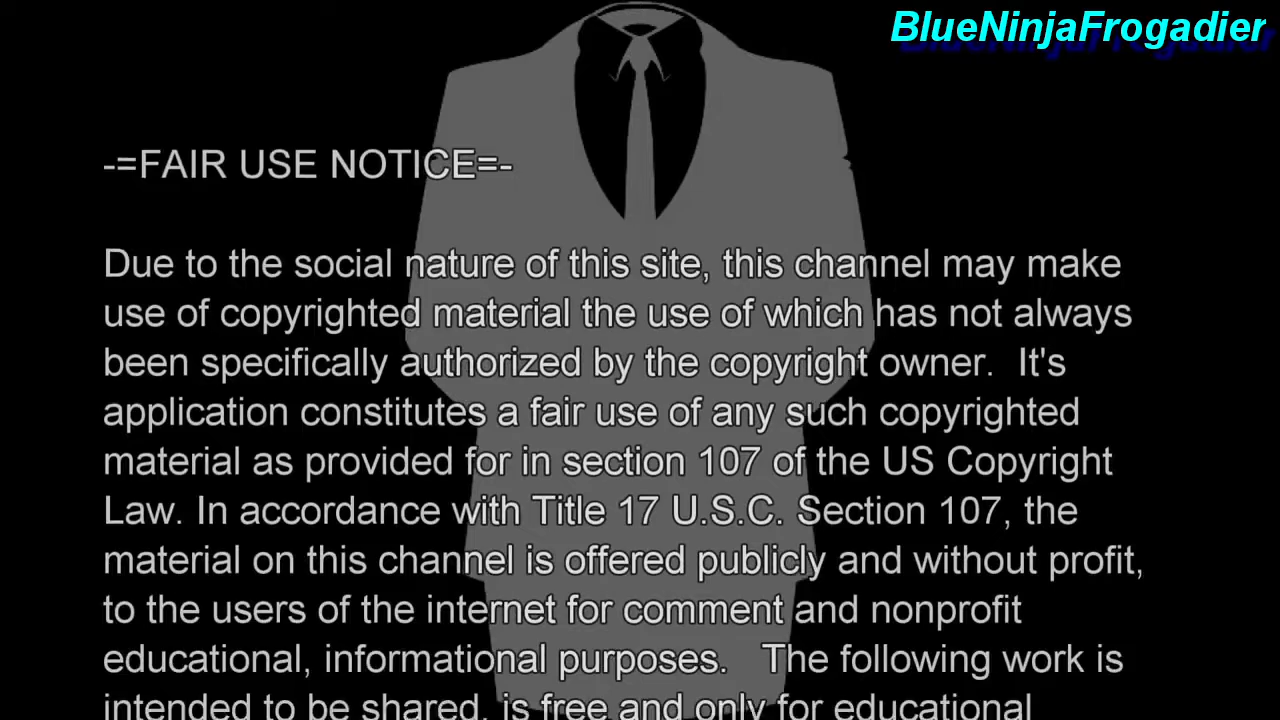 BlueNinjaFrogadier
-=FAIR USE NOTICE=-
Due to the social nature of this site, this channel may make
use of copyrighted material the use of which has not always
been specifically authorized by the copyright owner.  It's
application constitutes a fair use of any such copyrighted
material as provided for in section 107 of the US Copyright
Law. In accordance with Title 17 U.S.C. Section 107, the
material on this channel is offered publicly and without profit,
to the users of the internet for comment and nonprofit
educational, informational purposes.   The following work is
intended to be shared, is free and only for educational